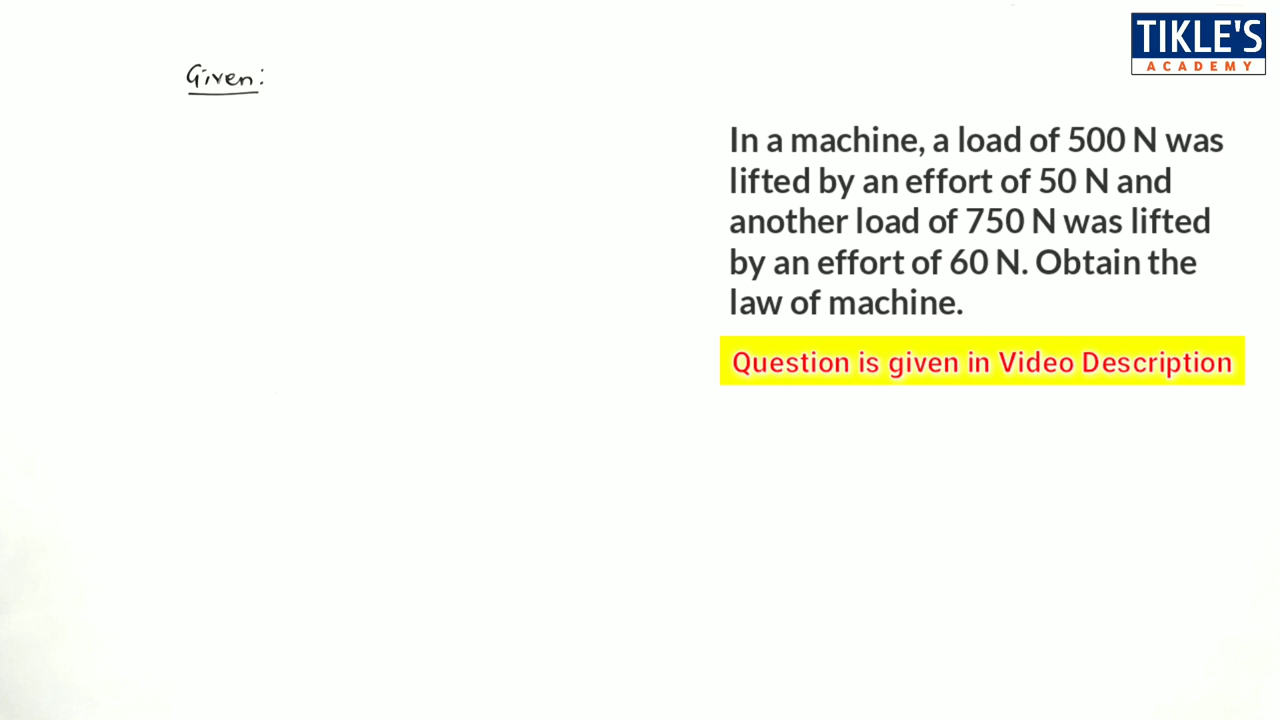 TIKLE'S
ACADEMY
Given:
In a machine, a load of 500 N was
lifted by an effort of 50 N and
another load of 750 N was lifted
by an effort of 60 N. Obtain the
law of machine.
Question is given in Video Description